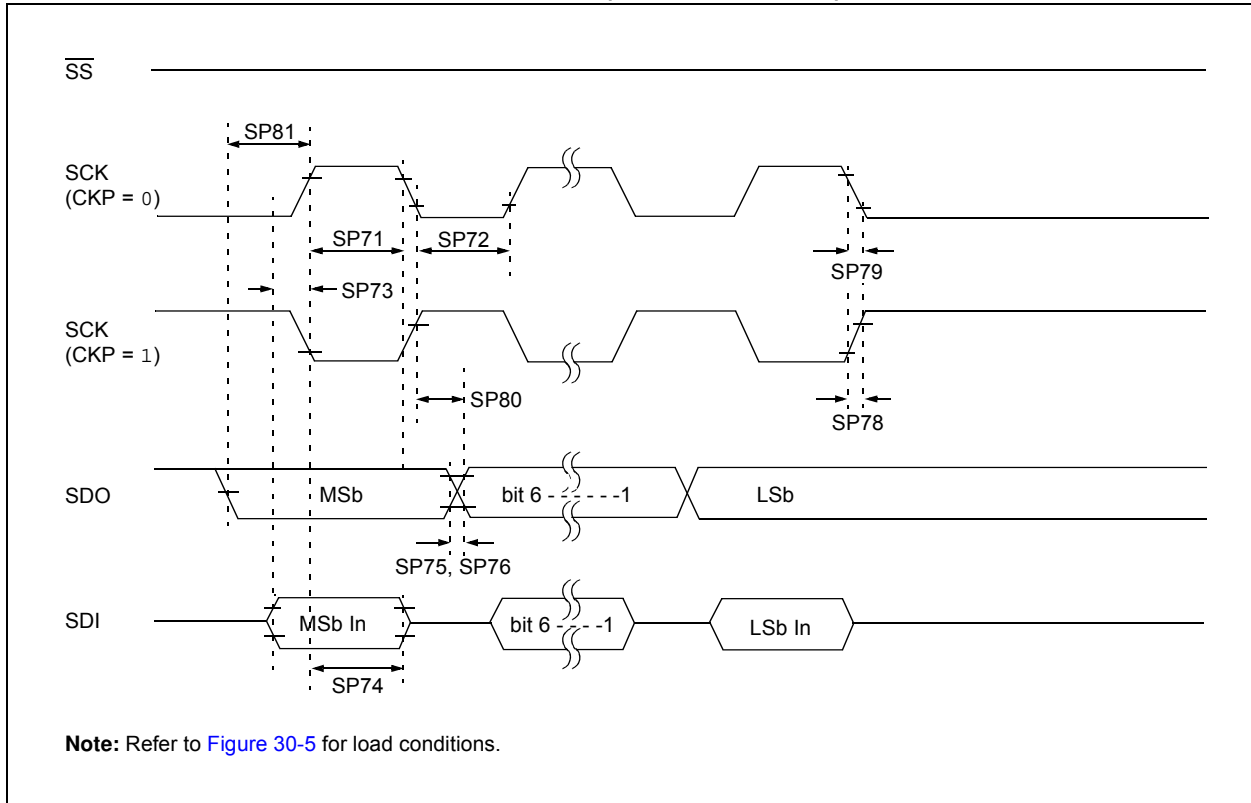 SS
SP81
SCK
(CKP = 0)
SP71
SP72
SP79
SP73
SCK
(CKP = 1)
SP80
SP78
SDO
MSb
bit 6 - - - - - -1
LSb
SP75, SP76
SDI
MSb In
bit 6 - - - -1
LSb In
SP74
Note: Refer to Figure 30-5 for load conditions.